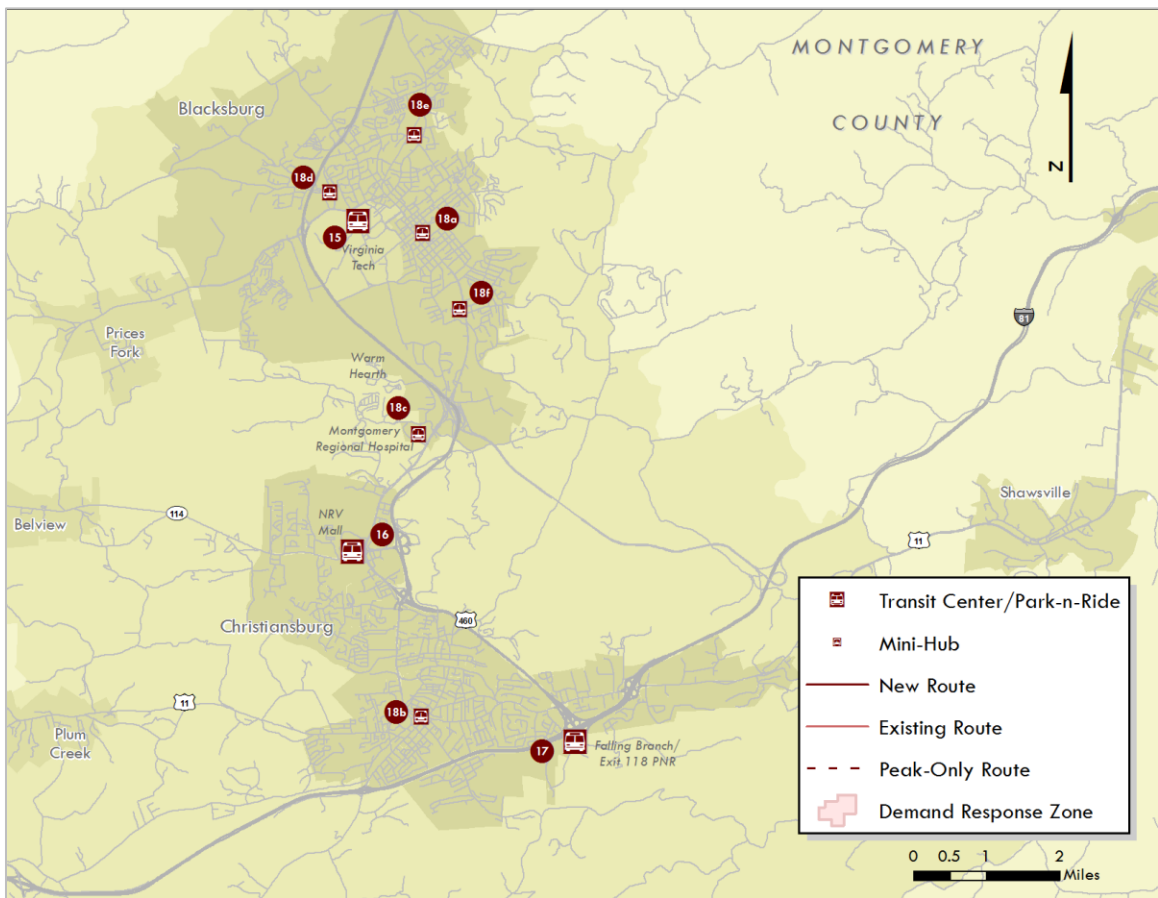 MONTGOMERY
COUNTY
Blacksburg
18e
18d
18a
15
Virginia
Tech
18f
N
81
Prices
Fork
Warm
Hearth
18c
Montgomery
Regional Hospital
Shawsville
Belview
114
NRV
Mall
16
11
Christiansburg
460
11
18b
Plum
Creek
17
Falling Branch/
Exit 118 PNR
Transit Center/Park-n-Ride
Mini-Hub
New Route
Existing Route
Peak-Only Route
Demand Response Zone
0 0.5 1 2
Miles